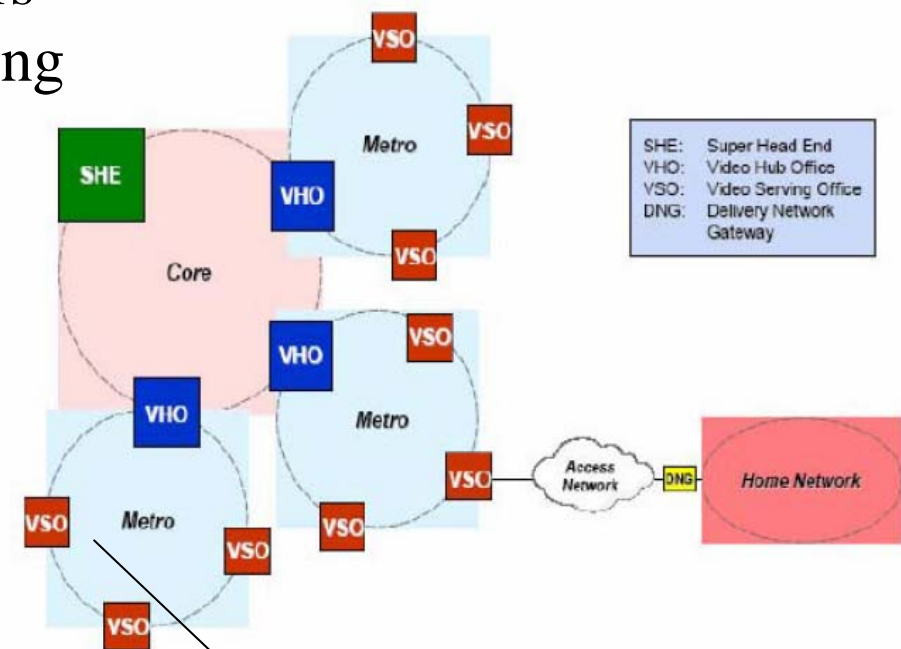 ng
VSO
Metro
VSO
SHE
VHO
VSO
Core
SHE: Super Head End
VHO: Video Hub Office
VSO: Video Serving Office
DNG: Delivery Network
Gateway
VHO
VSO
Metro
VHO
VSO
Access
Network
DNG
Home Network
VSO
Metro
VSO
VSO
VSO